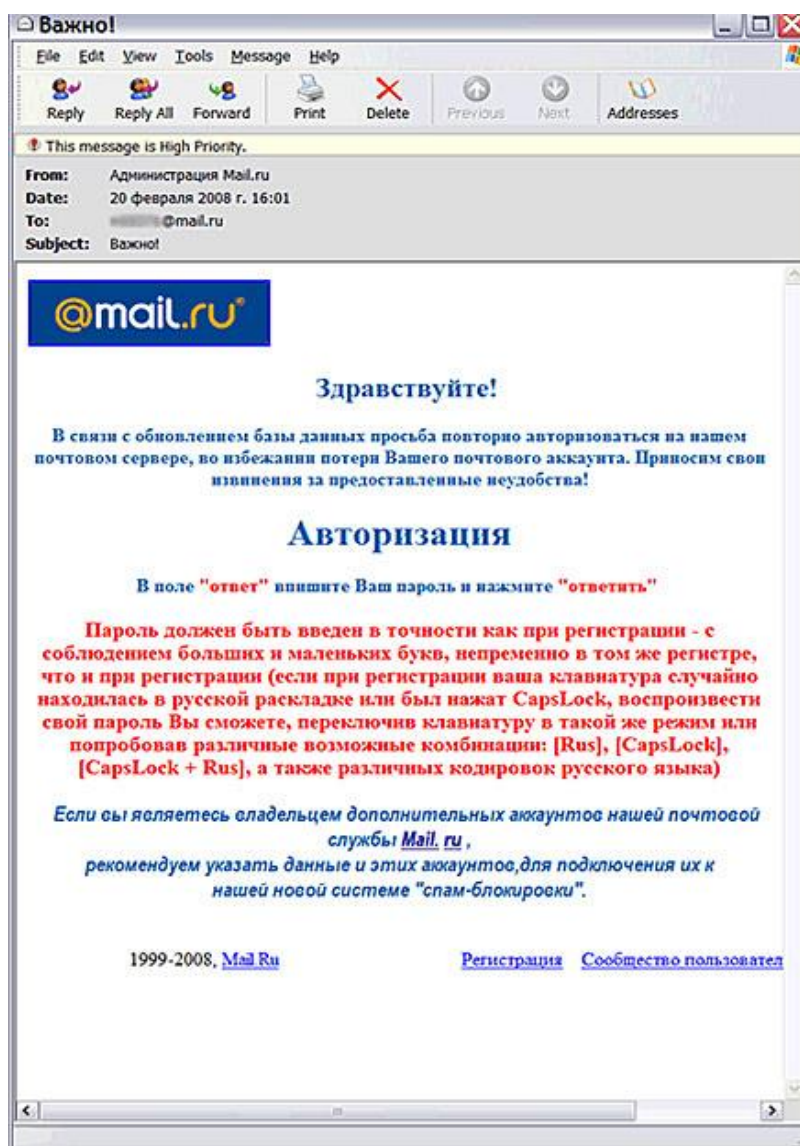 Важно!
File Edit View Tools Message Help
Reply Reply All Forward Print Delete Previous Next Addresses
This message is High Priority.
From: Администрация Mail.ru
Date: 20 февраля 2008 г. 16:01
To: @mail.ru
Subject: Важно!
@mail.ru®
Здравствуйте!
В связи с обновлением базы данных просьба повторно авторизоваться на нашем
почтовом сервере, во избежании потери Вашего почтового аккаунта. Приносим свои
извинения за предоставленные неудобства!
Авторизация
В поле "ответ" впишите Ваш пароль и нажмите "ответить"
Пароль должен быть введен в точности как при регистрации - с
соблюдением больших и маленьких букв, непременно в том же регистре,
что и при регистрации (если при регистрации ваша клавиатура случайно
находилась в русской раскладке или был нажат CapsLock, воспроизвести
свой пароль Вы сможете, переключив клавиатуру в такой же режим или
попробовав различные возможные комбинации: [Rus], [CapsLock],
[CapsLock + Rus], а также различных кодировок русского языка)
Если вы являетесь владельцем дополнительных аккаунтов нашей почтовой
службы Mail. ru ,
рекомендуем указать данные и этих аккаунтов,для подключения их к
нашей новой системе "спам-блокировки".
1999-2008, Mail.Ru Регистрация Сообщество пользовател